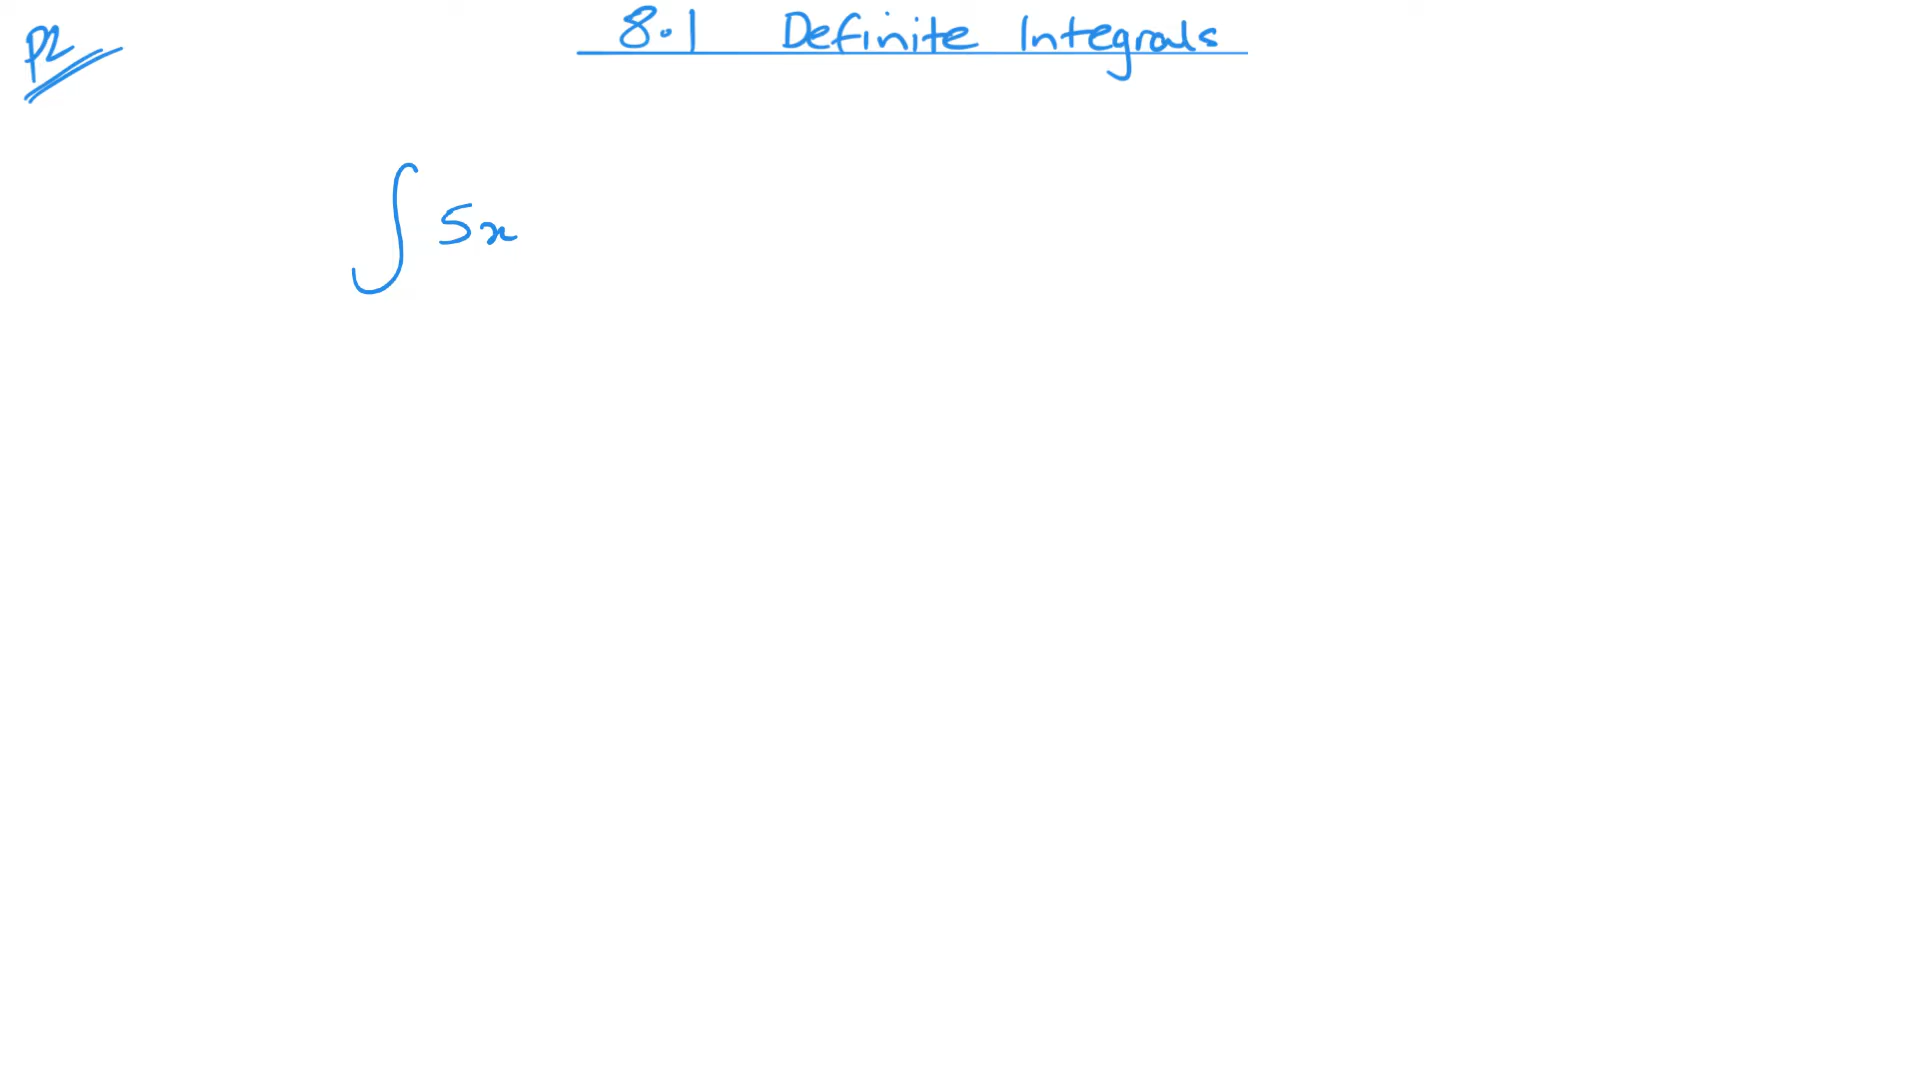 P2
8.1 Definite Integrals
∫ 5x